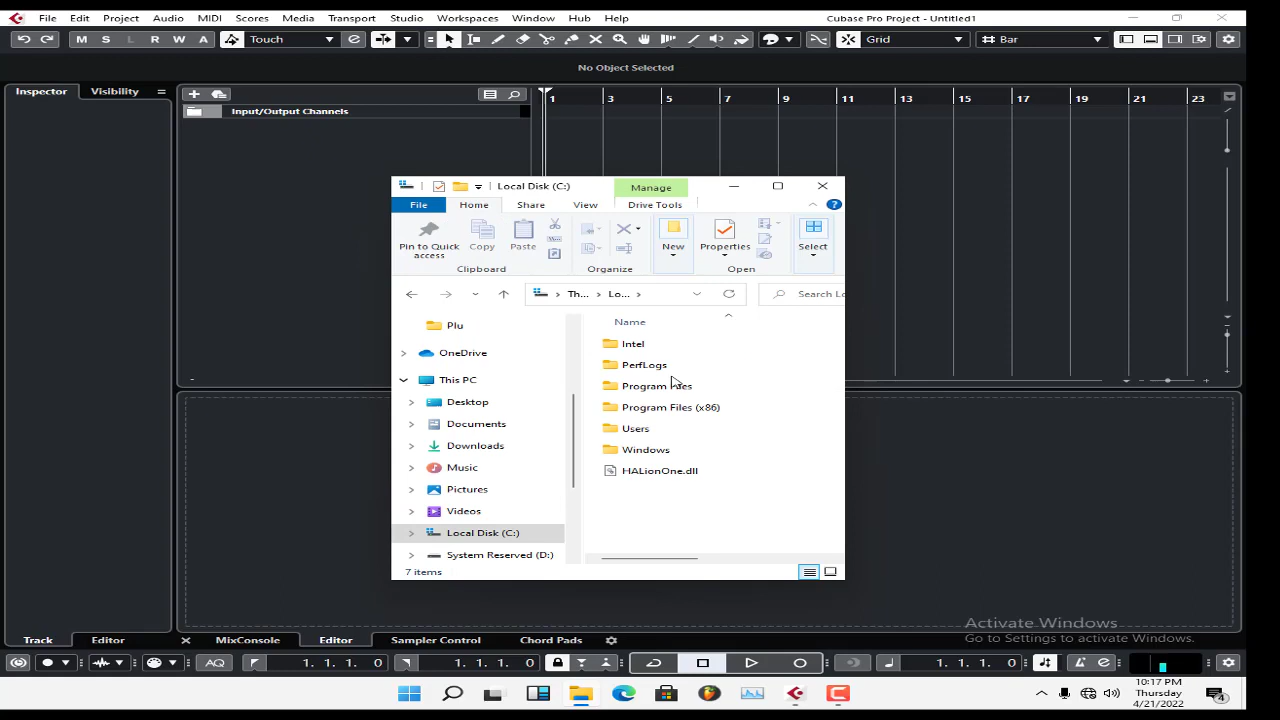 File Edit Project Audio MIDI Scores Media Transport Studio Workspaces Window Hub Help Cubase Pro Project - Untitled1
M S L R W A Touch Grid Bar
No Object Selected
Inspector Visibility
1 3 5 7 9 11 13 15 17 19 21 23
Input/Output Channels
Local Disk (C:) Manage
File Home Share View Drive Tools
Pin to Quick access Copy Paste New Properties Select
Clipboard Organize Open
Th... Lo... Search Lo
Name
Plu
OneDrive
This PC
Desktop
Documents
Downloads
Music
Pictures
Videos
Local Disk (C:)
System Reserved (D:)
Intel
PerfLogs
Program Files
Program Files (x86)
Users
Windows
HALionOne.dll
7 items
Activate Windows
Go to Settings to activate Windows.
Track Editor MixConsole Editor Sampler Control Chord Pads
AQ 1. 1. 1. 0 1. 1. 1. 0 1. 1. 1. 0
10:17 PM
Thursday
4/21/2022
4